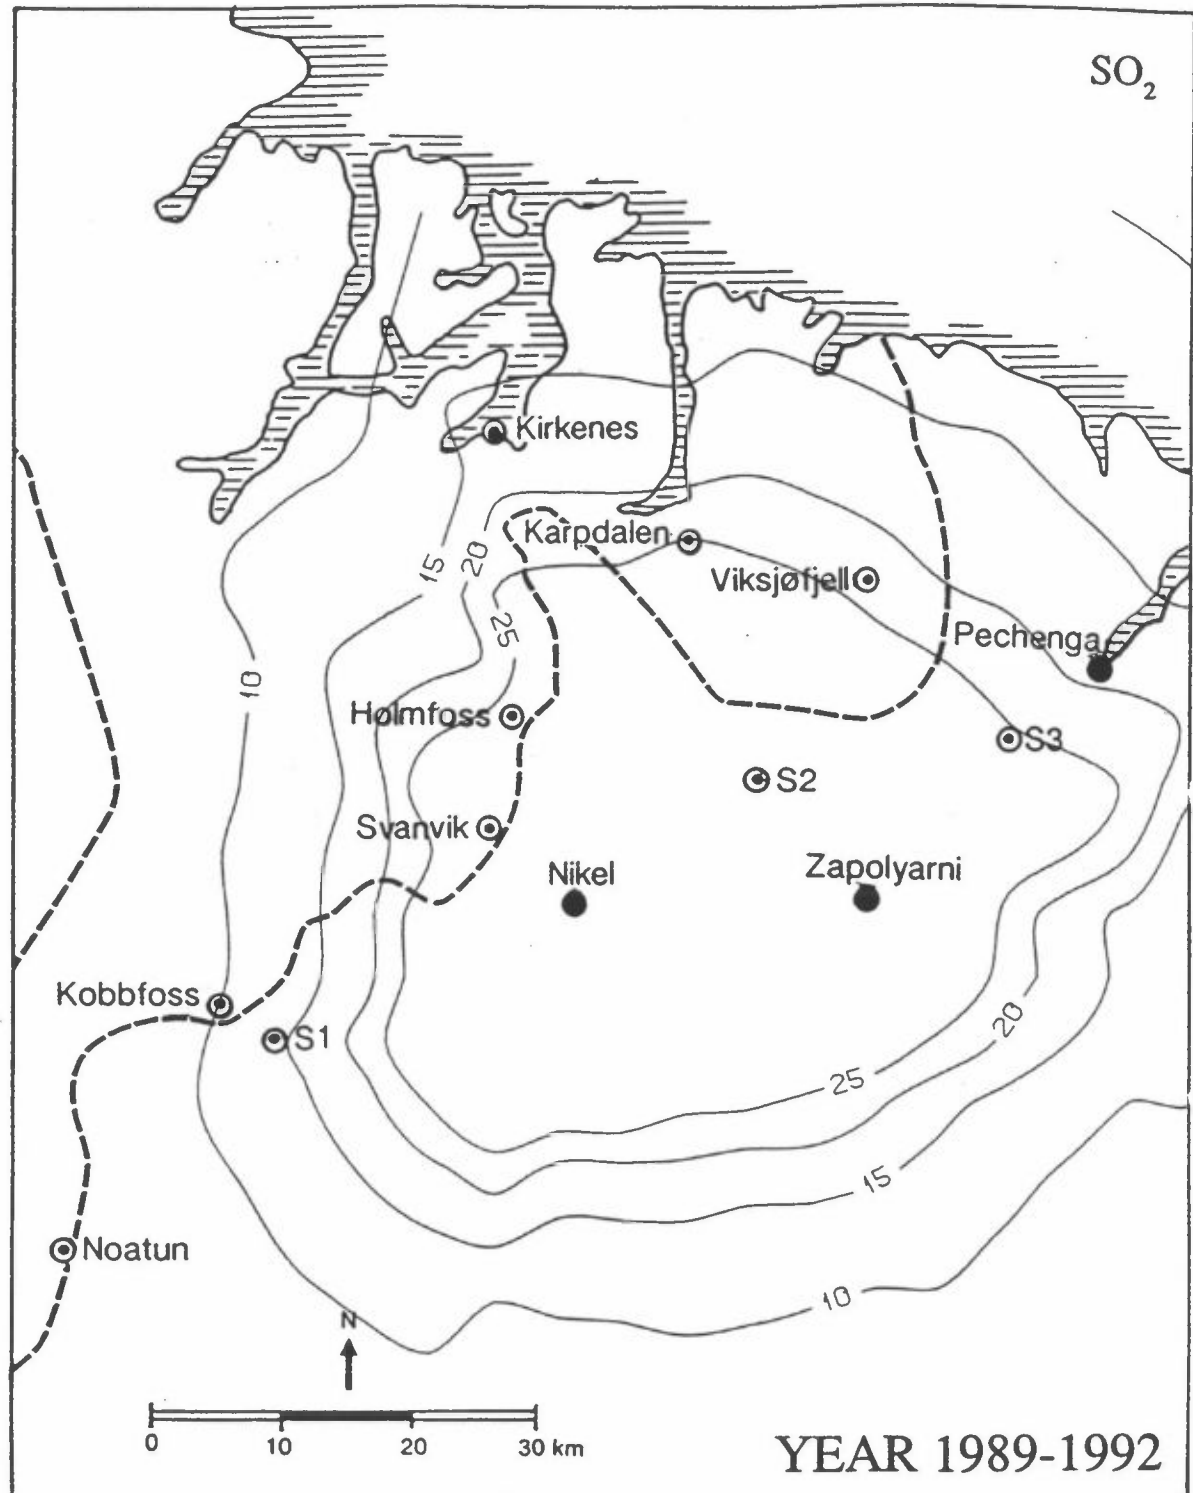 SO₂
Kirkenes
Karpdalen
15
20
Viksjøfjell
25
Pechenga
10
Holmfoss
S3
S2
Svanvik
Nikel
Zapolyarni
Kobbfoss
S1
20
25
15
Noatun
10
N
0 10 20 30 km
YEAR 1989-1992